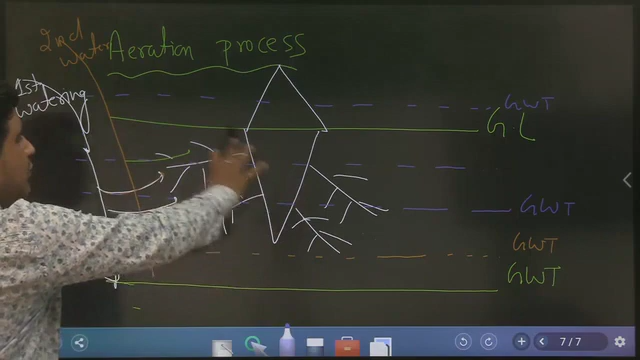 2nd
water
Aeration process
1st
watering
GWT
G.L
GWT
GWT
GWT
7/7